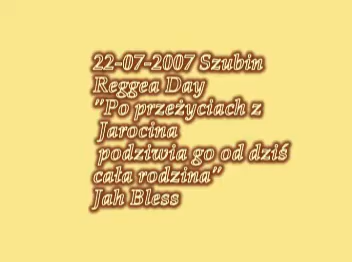 22-07-2007 Szubin
Reggea Day
"Po przeżyciach z
Jarocina
podziwia go od dziś
cała rodzina"
Jah Bless